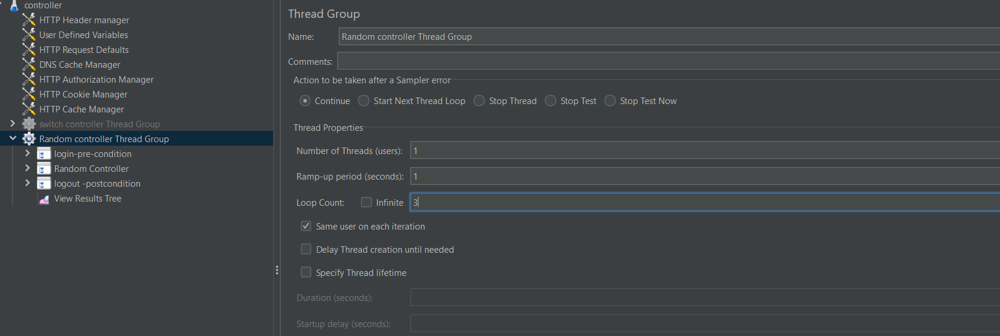 controller
HTTP Header manager
User Defined Variables
HTTP Request Defaults
DNS Cache Manager
HTTP Authorization Manager
HTTP Cookie Manager
HTTP Cache Manager
switch controller Thread Group
Random controller Thread Group
login-pre-condition
Random Controller
logout -postcondition
View Results Tree
Thread Group
Name: Random controller Thread Group
Comments:
Action to be taken after a Sampler error
Continue Start Next Thread Loop Stop Thread Stop Test Stop Test Now
Thread Properties
Number of Threads (users): 1
Ramp-up period (seconds): 1
Loop Count: Infinite 3
Same user on each iteration
Delay Thread creation until needed
Specify Thread lifetime
Duration (seconds):
Startup delay (seconds):